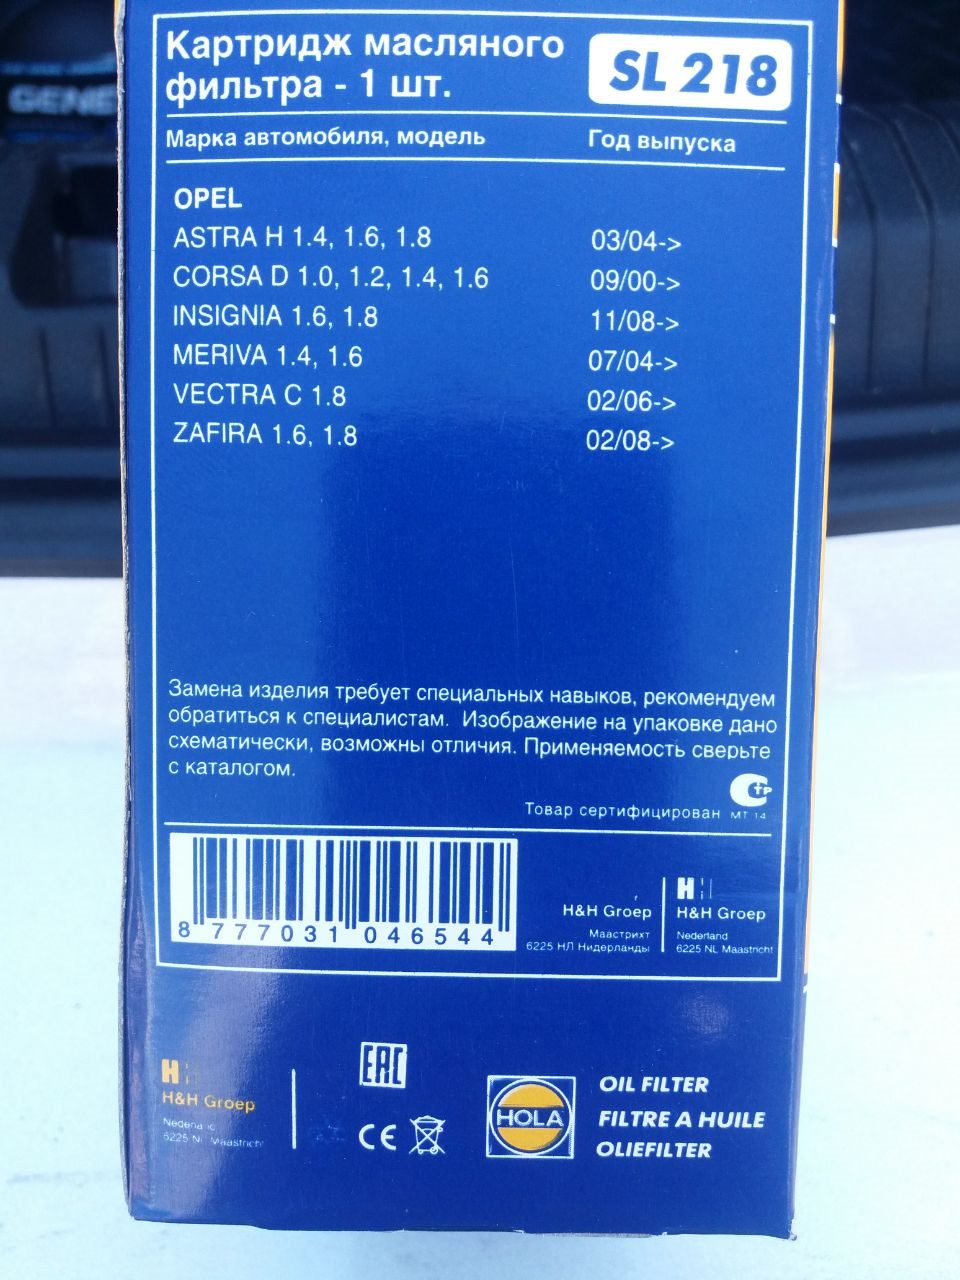 Картридж масляного
фильтра - 1 шт.
SL 218
Марка автомобиля, модель Год выпуска
OPEL
ASTRA H 1.4, 1.6, 1.8 03/04->
CORSA D 1.0, 1.2, 1.4, 1.6 09/00->
INSIGNIA 1.6, 1.8 11/08->
MERIVA 1.4, 1.6 07/04->
VECTRA C 1.8 02/06->
ZAFIRA 1.6, 1.8 02/08->
Замена изделия требует специальных навыков, рекомендуем
обратиться к специалистам. Изображение на упаковке дано
схематически, возможны отличия. Применяемость сверьте
с каталогом.
Товар сертифицирован МТ 14
8 777031 046544
H&H Groep
Маастрихт
6225 НЛ Нидерланды
H&H Groep
Nederland
6225 NL Maastricht
H&H Groep
6225 NL Maastricht
EAC
CE
HOLA
OIL FILTER
FILTRE A HUILE
OLIEFILTER